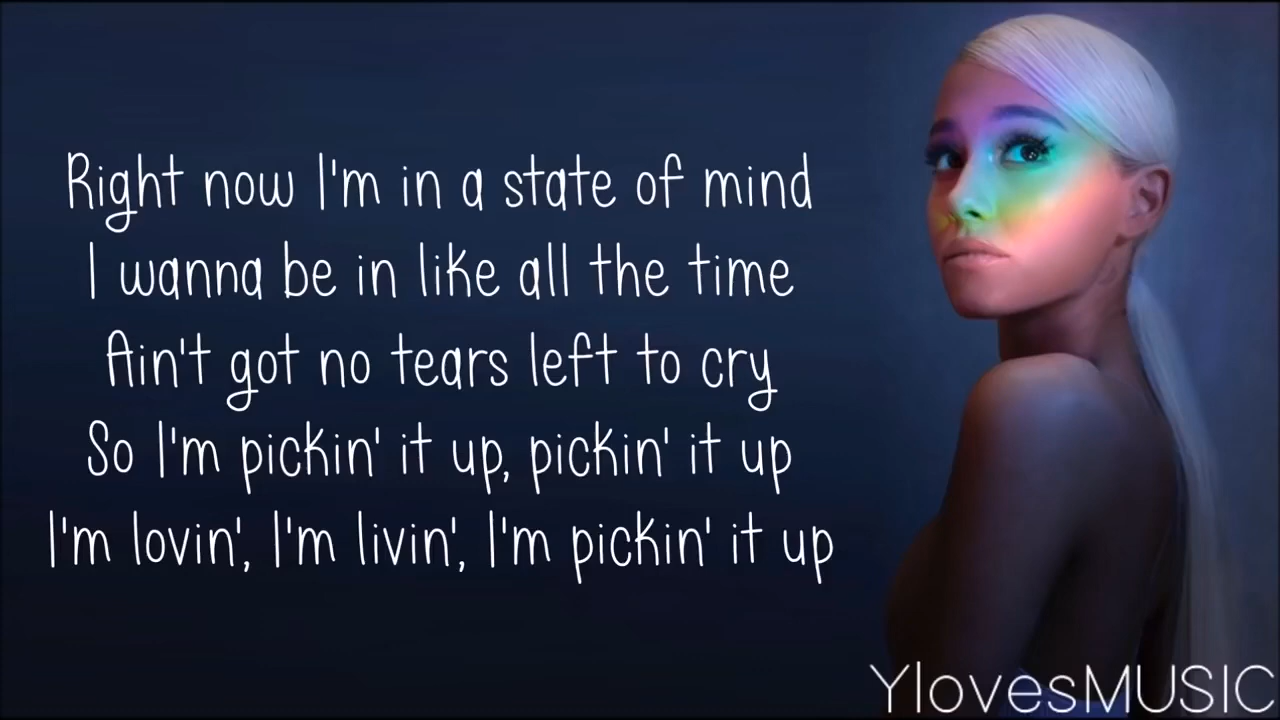 Right now I'm in a state of mind
I wanna be in like all the time
Ain't got no tears left to cry
So I'm pickin' it up, pickin' it up
I'm lovin', I'm livin', I'm pickin' it up
YlovesMUSIC